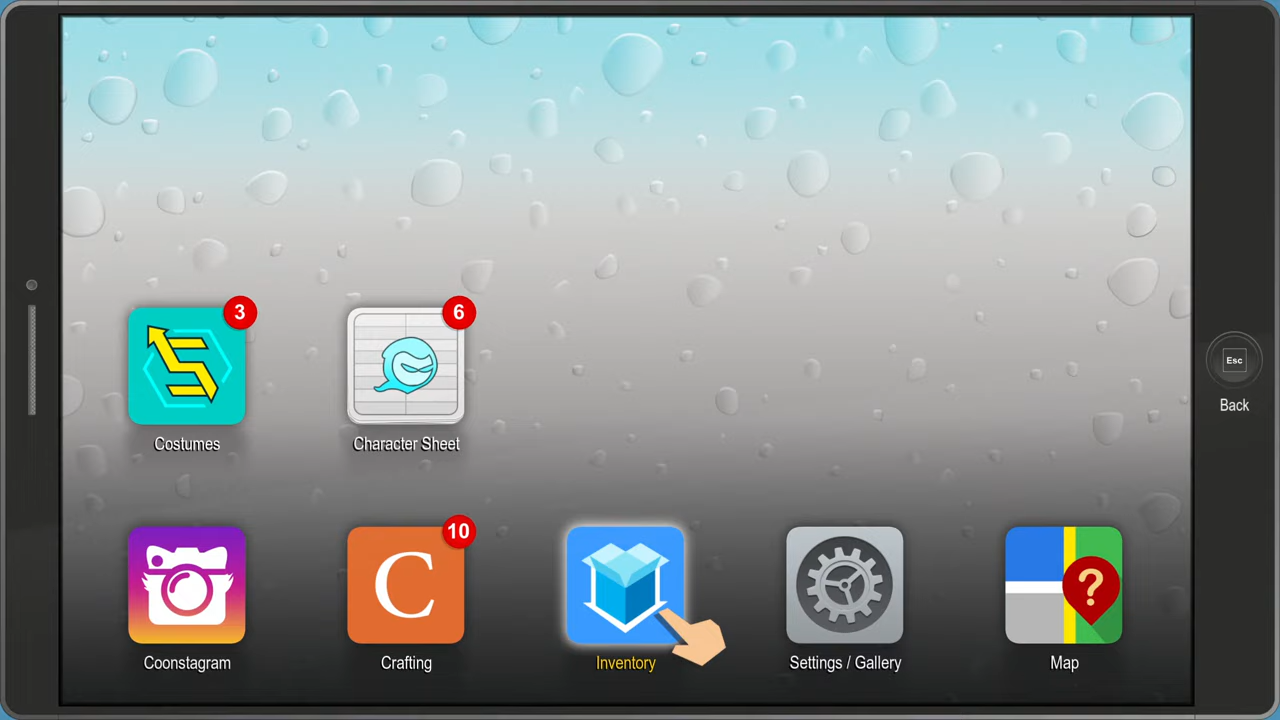 3
6
Costumes
Character Sheet
Esc
Back
10
C
?
Coonstagram
Crafting
Inventory
Settings / Gallery
Map